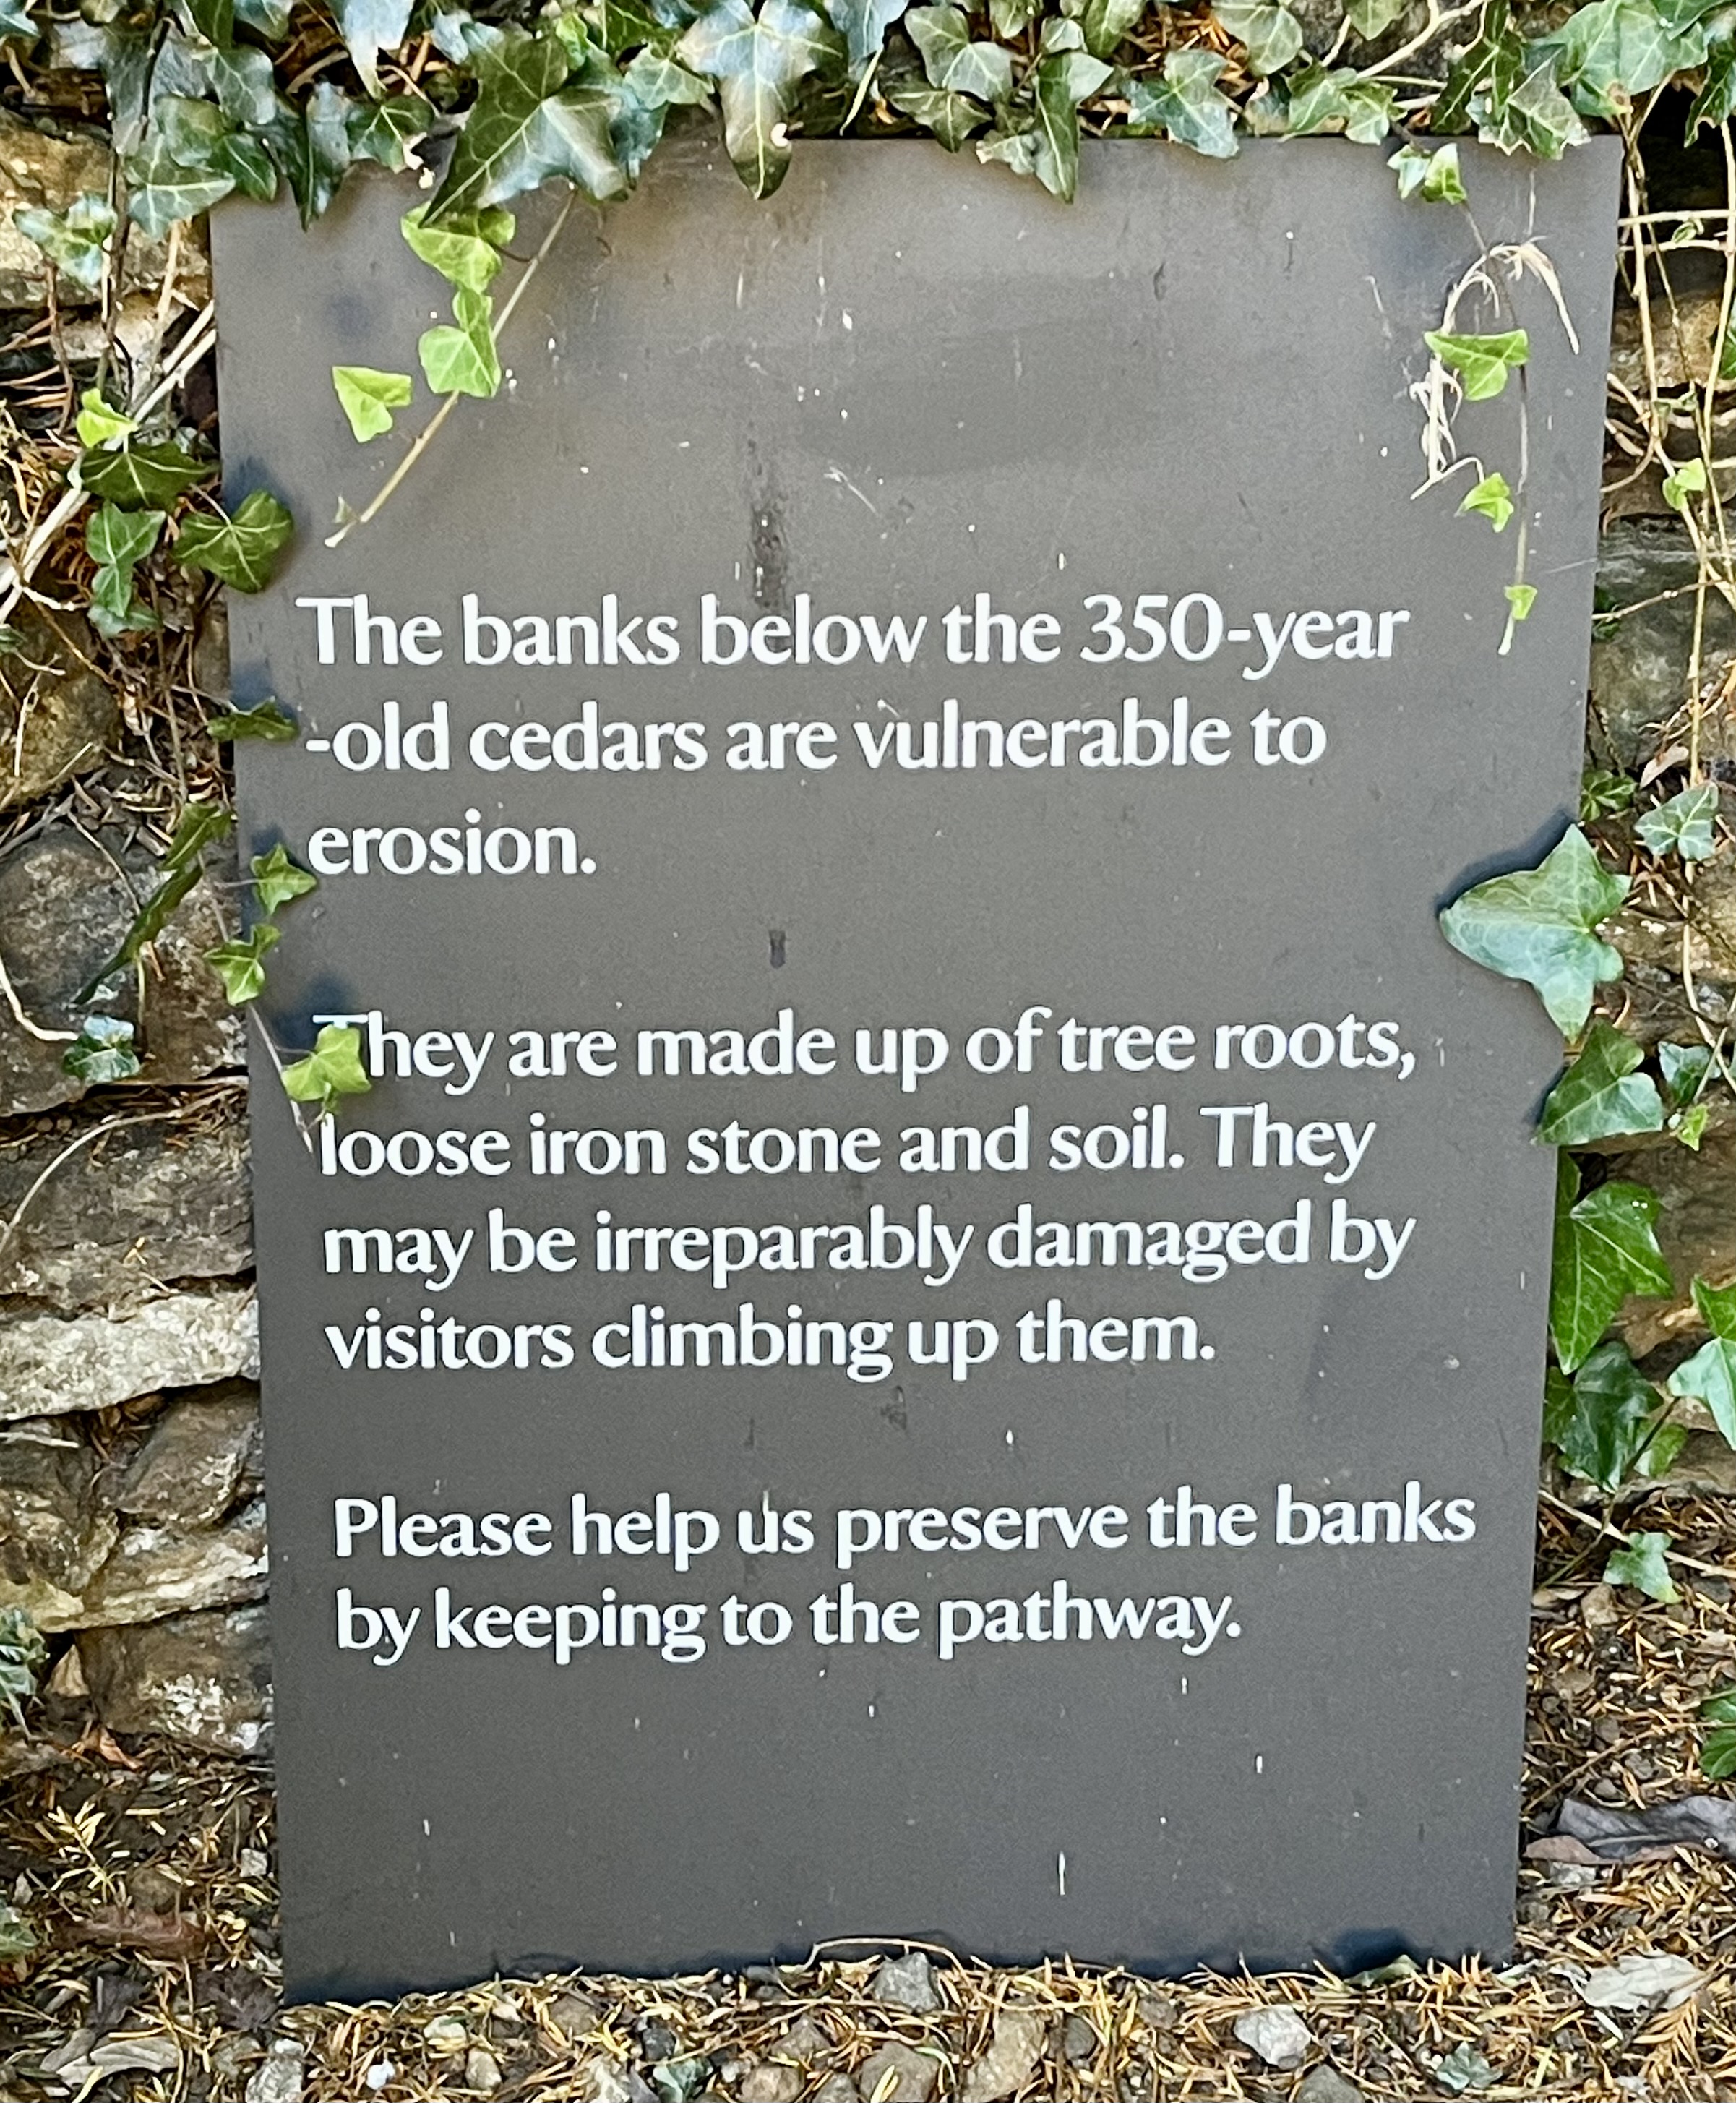 The banks below the 350-year
-old cedars are vulnerable to
erosion.
They are made up of tree roots,
loose iron stone and soil. They
may be irreparably damaged by
visitors climbing up them.
Please help us preserve the banks
by keeping to the pathway.